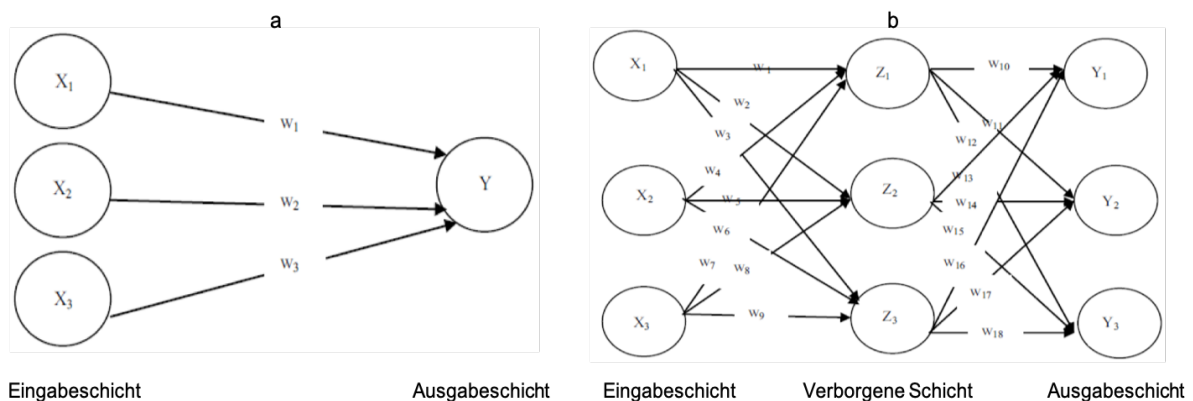 a
X1
X2
X3
W1
W2
W3
Y
Eingabeschicht Ausgabeschicht
b
X1
X2
X3
W2
W3
W4
W6
W7 W8
W9
Z1
Z2
Z3
W10
W11
W12
W13
W14
W15
W16
W17
W18
Y1
Y2
Y3
Eingabeschicht Verborgene Schicht Ausgabeschicht